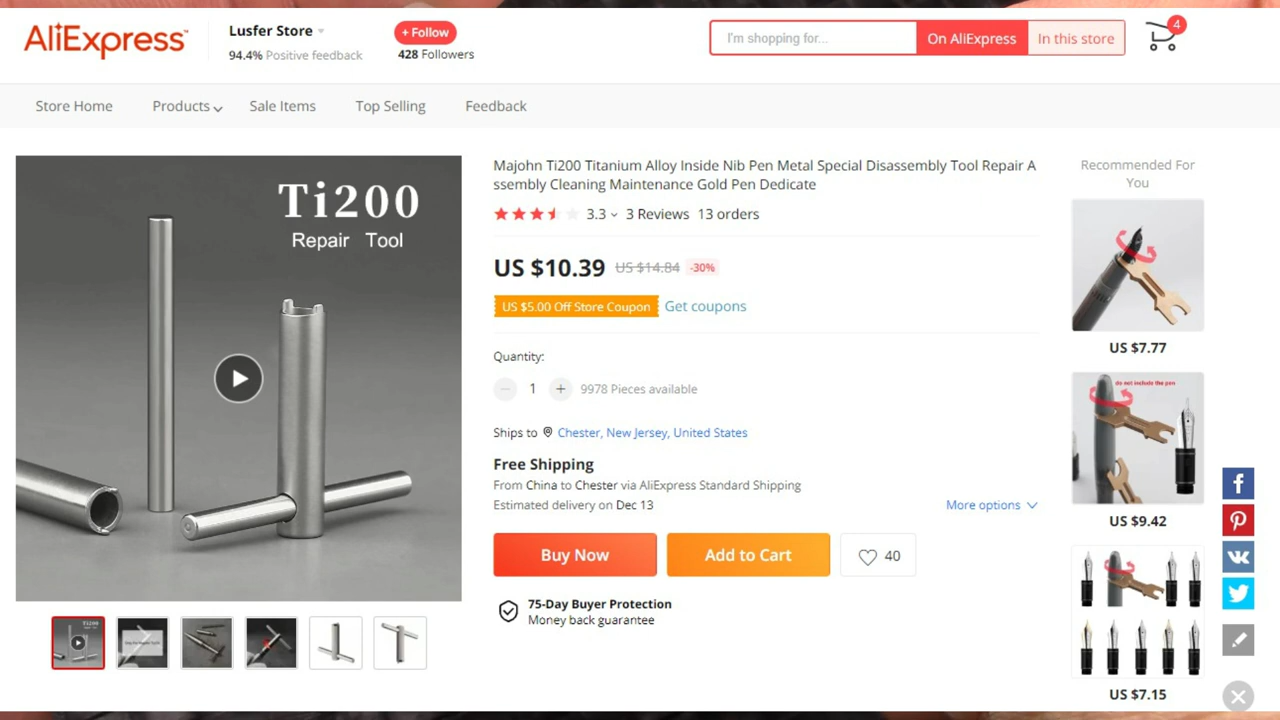 AliExpress™
Lusfer Store
94.4% Positive feedback
+ Follow
428 Followers
I'm shopping for...
On AliExpress
In this store
4
Store Home
Products
Sale Items
Top Selling
Feedback
Ti200
Repair Tool
Majohn Ti200 Titanium Alloy Inside Nib Pen Metal Special Disassembly Tool Repair A
ssembly Cleaning Maintenance Gold Pen Dedicate
3.3
3 Reviews
13 orders
US $10.39
US $14.84
-30%
US $5.00 Off Store Coupon
Get coupons
Quantity:
1
9978 Pieces available
Ships to
Chester, New Jersey, United States
Free Shipping
From China to Chester via AliExpress Standard Shipping
Estimated delivery on Dec 13
More options
Buy Now
Add to Cart
40
75-Day Buyer Protection
Money back guarantee
Recommended For
You
US $7.77
do not include the pen
US $9.42
US $7.15
Ti200